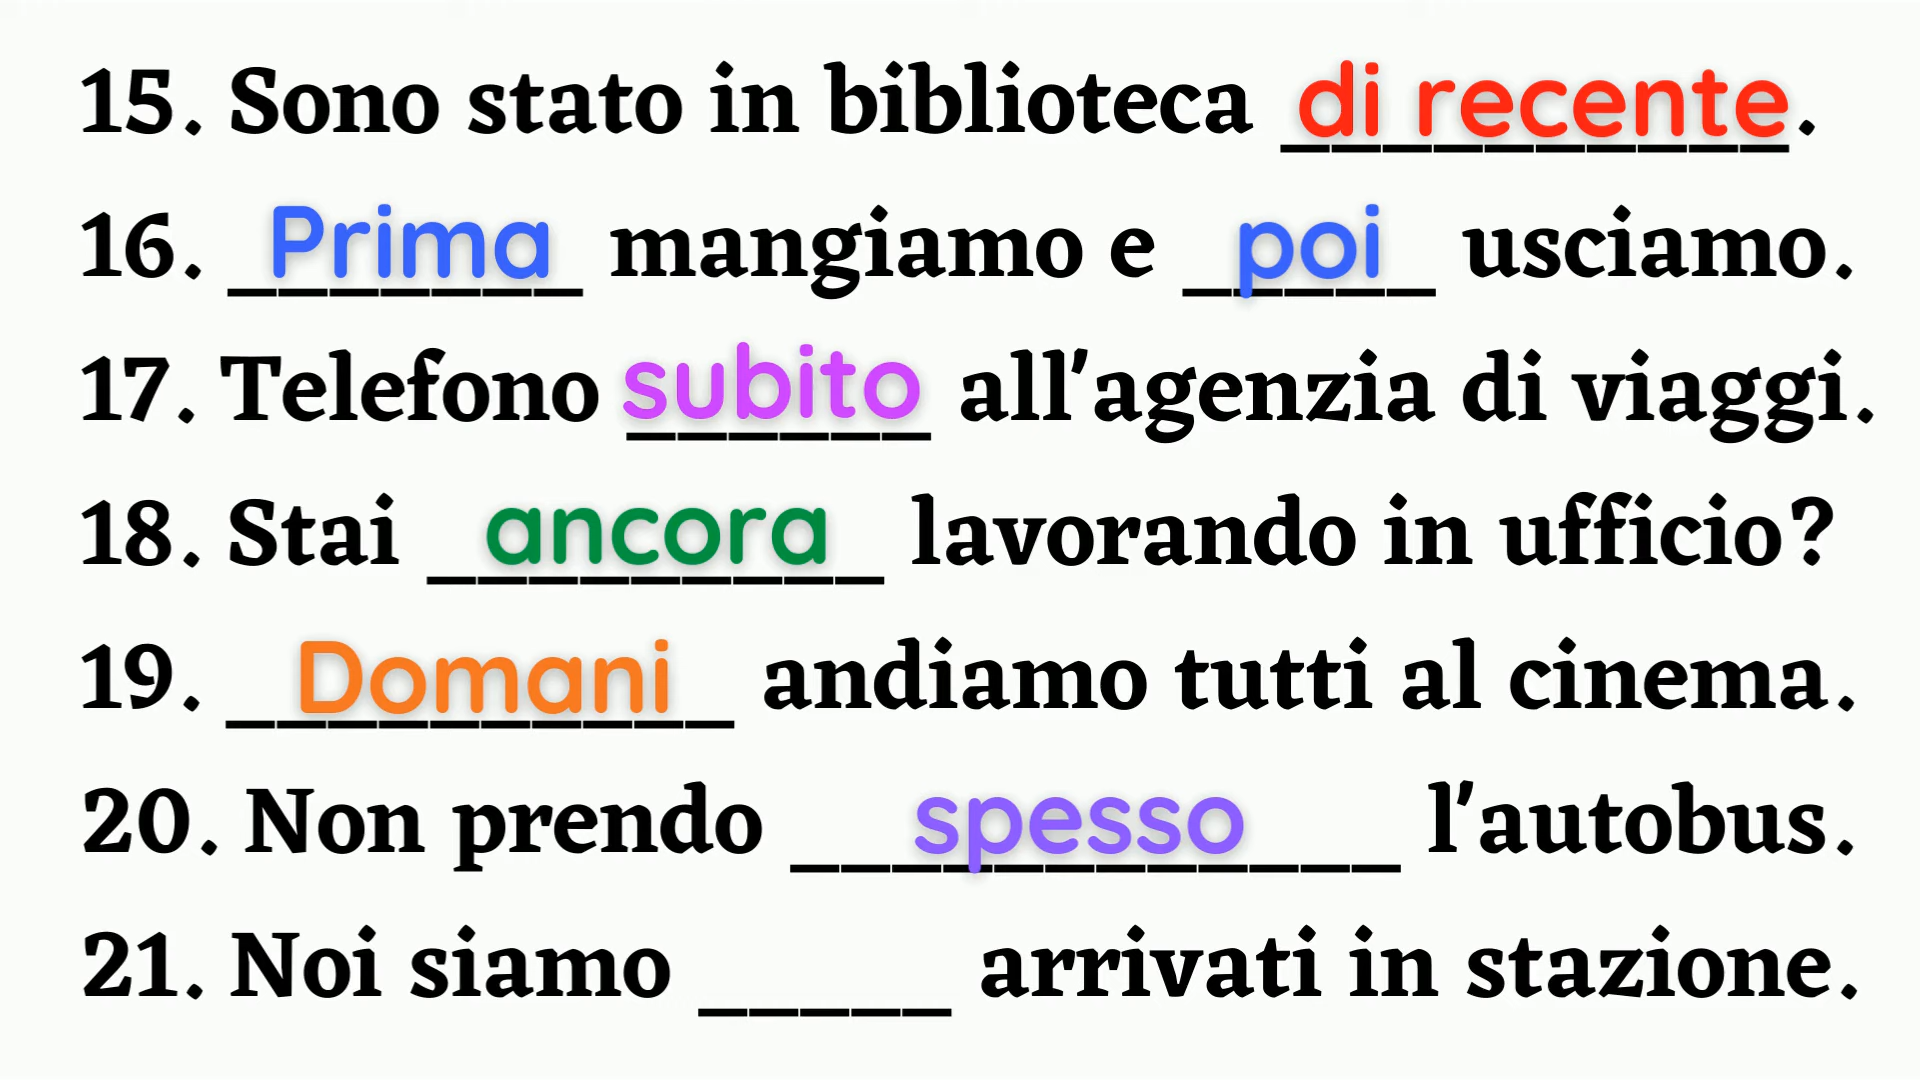 15. Sono stato in biblioteca di recente.
16. Prima mangiamo e poi usciamo.
17. Telefono subito all'agenzia di viaggi.
18. Stai ancora lavorando in ufficio?
19. Domani andiamo tutti al cinema.
20. Non prendo spesso l'autobus.
21. Noi siamo _____ arrivati in stazione.